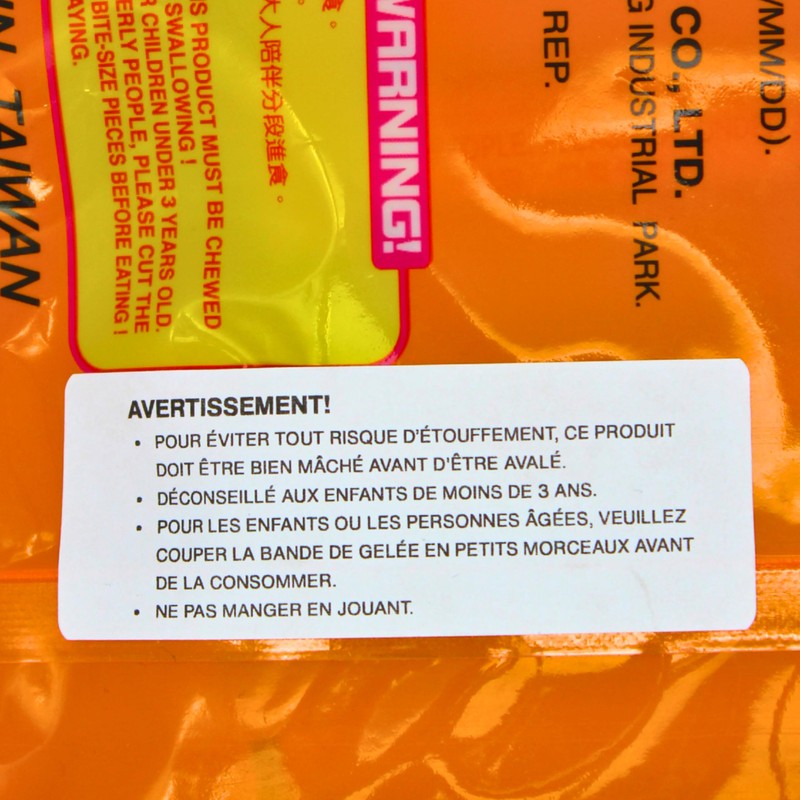 AVERTISSEMENT!
• POUR ÉVITER TOUT RISQUE D'ÉTOUFFEMENT, CE PRODUIT
DOIT ÊTRE BIEN MÂCHÉ AVANT D'ÊTRE AVALÉ.
• DÉCONSEILLÉ AUX ENFANTS DE MOINS DE 3 ANS.
• POUR LES ENFANTS OU LES PERSONNES ÂGÉES, VEUILLEZ
COUPER LA BANDE DE GELÉE EN PETITS MORCEAUX AVANT
DE LA CONSOMMER.
• NE PAS MANGER EN JOUANT.
/MM/DD).
CO., LTD.
INDUSTRIAL PARK.
REP.
WARNING!
食。
大人陪伴分段進食。
PRODUCT MUST BE CHEWED
SWALLOWING !
CHILDREN UNDER 3 YEARS OLD.
PEOPLE, PLEASE CUT THE
BITE-SIZE PIECES BEFORE EATING !
TAIWAN